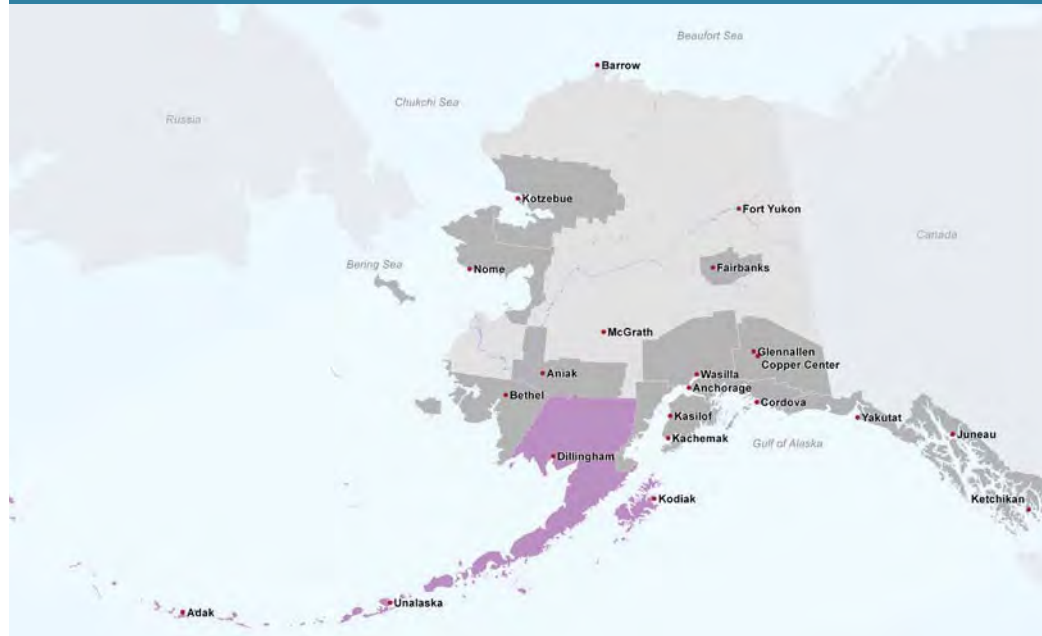 Beaufort Sea
Barrow
Chukchi Sea
Russia
Kotzebue
Fort Yukon
Canada
Bering Sea
Nome
Fairbanks
McGrath
Glennallen
Copper Center
Aniak
Wasilla
Anchorage
Bethel
Cordova
Kasilof
Yakutat
Kachemak
Gulf of Alaska
Juneau
Dillingham
Kodiak
Ketchikan
Unalaska
Adak